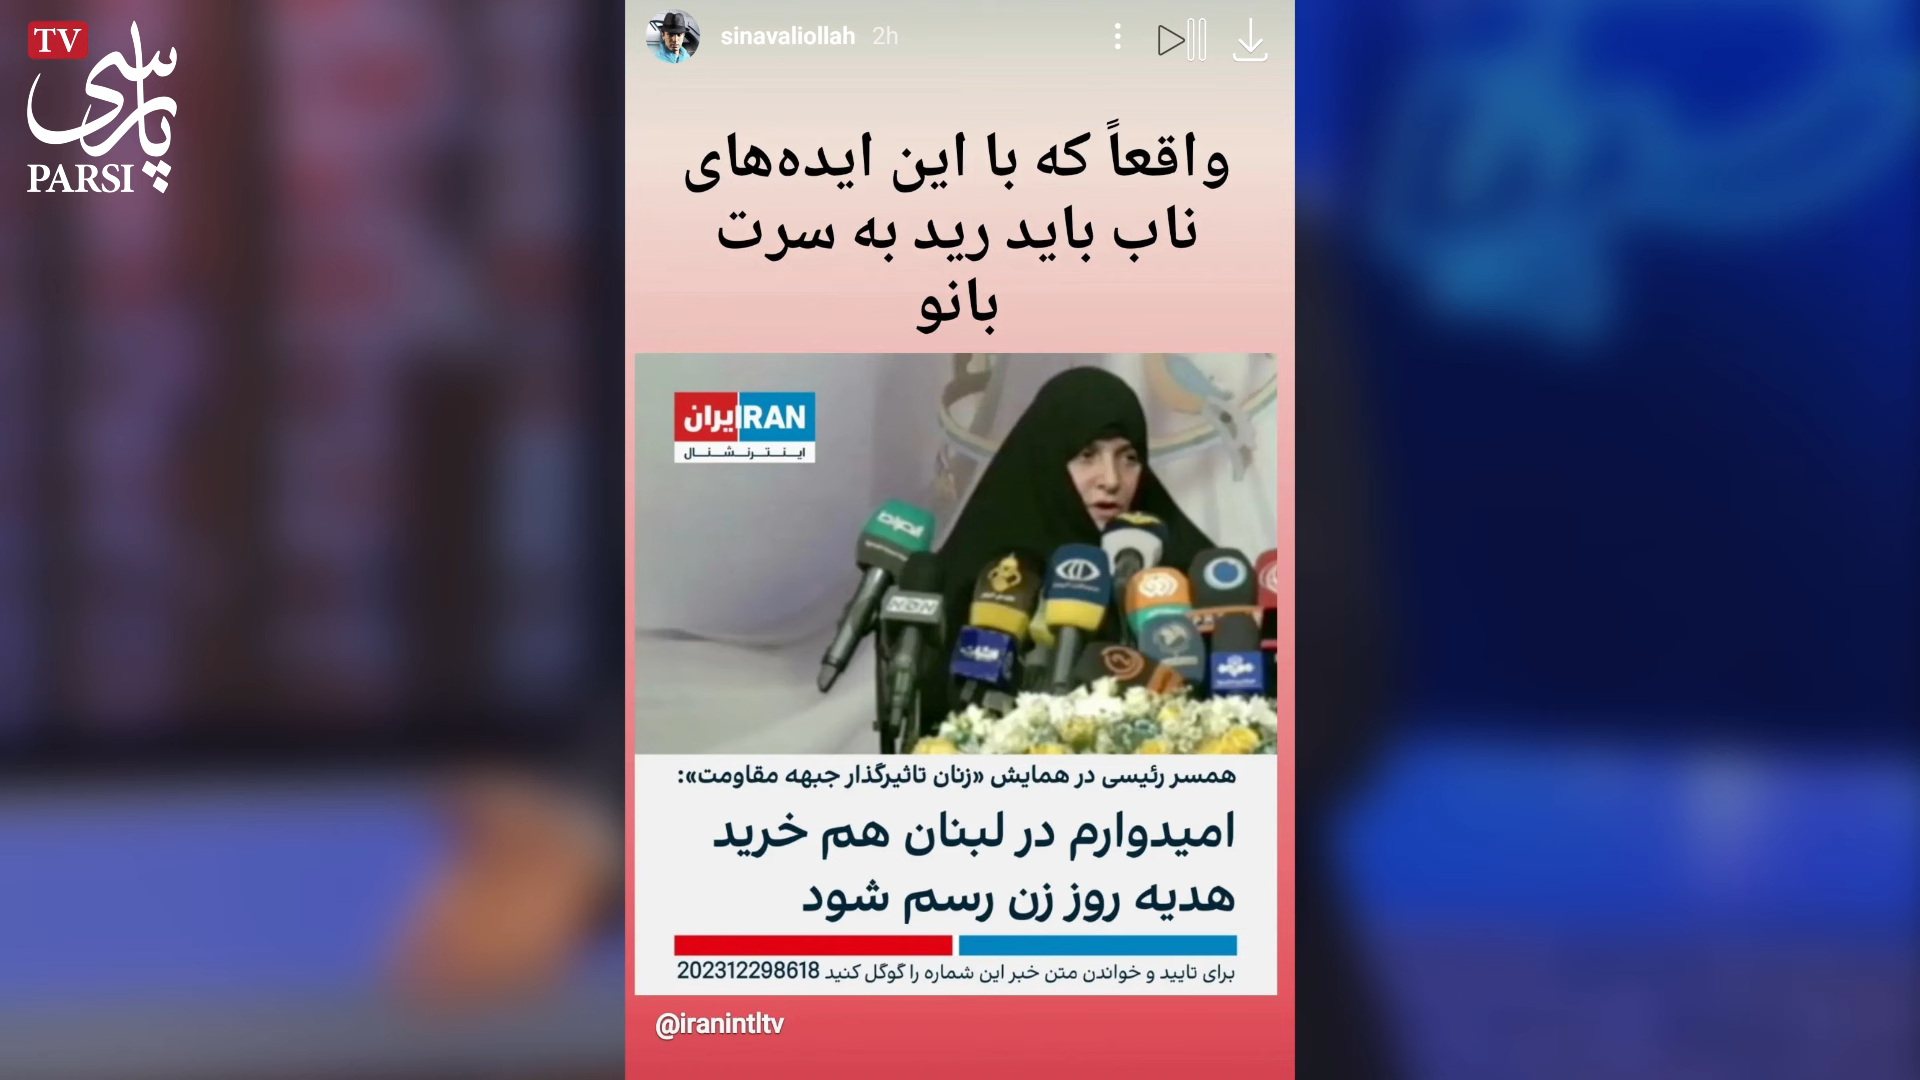 TV
پارسی
PARSI
sinavaliollah 2h
واقعاً که با این ایده‌های
ناب باید رید به سرت
بانو
ایران IRAN
اینترنشنال
الصراط
همسر رئیسی در همایش «زنان تاثیرگذار جبهه مقاومت»:
امیدوارم در لبنان هم خرید
هدیه روز زن رسم شود
برای تایید و خواندن متن خبر این شماره را گوگل کنید 202312298618
@iranintltv